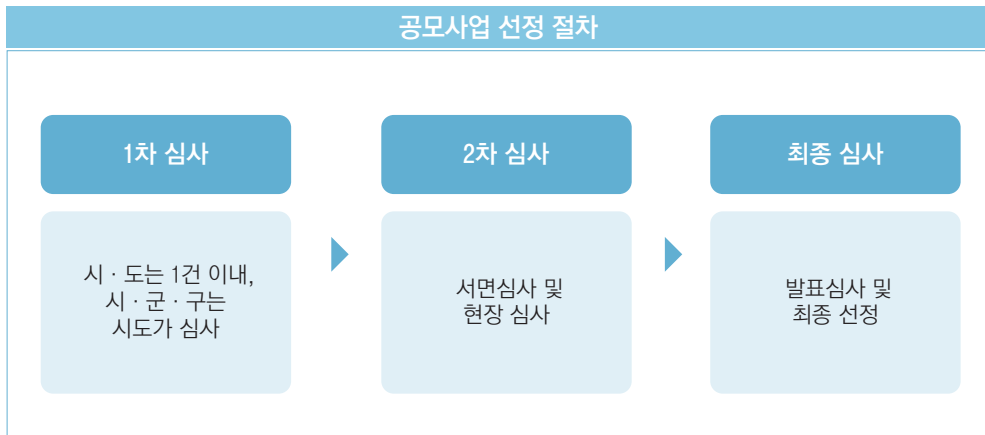 공모사업 선정 절차
1차 심사
시 · 도는 1건 이내,
시 · 군 · 구는
시도가 심사
2차 심사
서면심사 및
현장 심사
최종 심사
발표심사 및
최종 선정